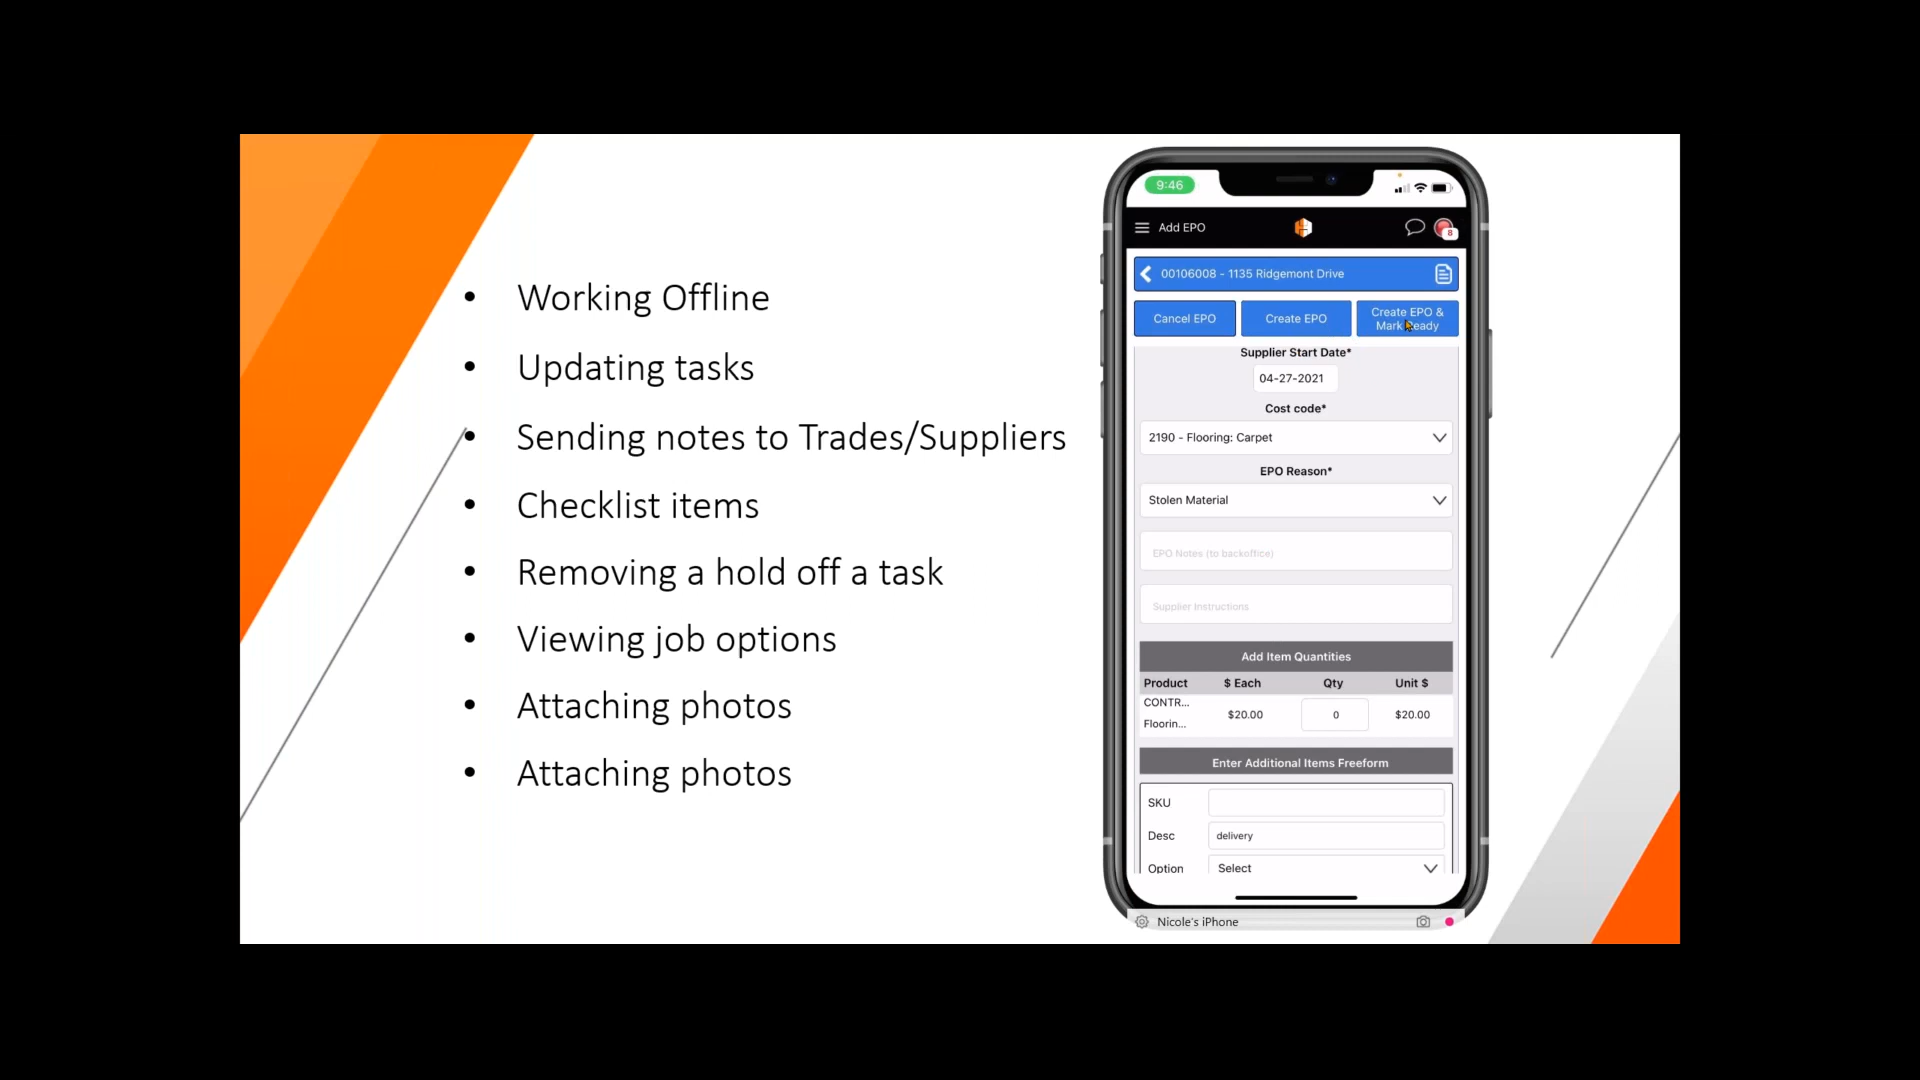 Working Offline
Updating tasks
Sending notes to Trades/Suppliers
Checklist items
Removing a hold off a task
Viewing job options
Attaching photos
Attaching photos
9:46
Add EPO
8
00106008 - 1135 Ridgemont Drive
Cancel EPO
Create EPO
Create EPO &
Mark Ready
Supplier Start Date*
04-27-2021
Cost code*
2190 - Flooring: Carpet
EPO Reason*
Stolen Material
EPO Notes (to backoffice)
Supplier Instructions
Add Item Quantities
Product $ Each Qty Unit $
CONTR...
Floorin... $20.00 0 $20.00
Enter Additional Items Freeform
SKU
Desc delivery
Option Select
Nicole's iPhone